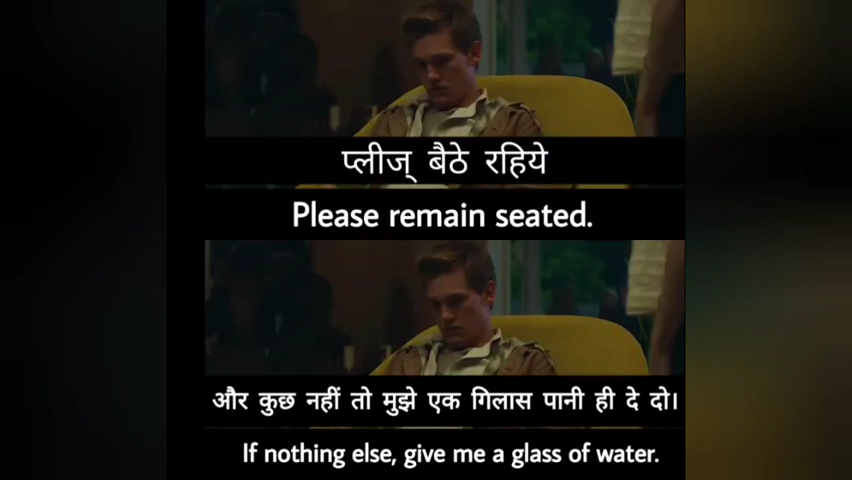 प्लीज् बैठे रहिये
Please remain seated.
और कुछ नहीं तो मुझे एक गिलास पानी ही दे दो।
If nothing else, give me a glass of water.